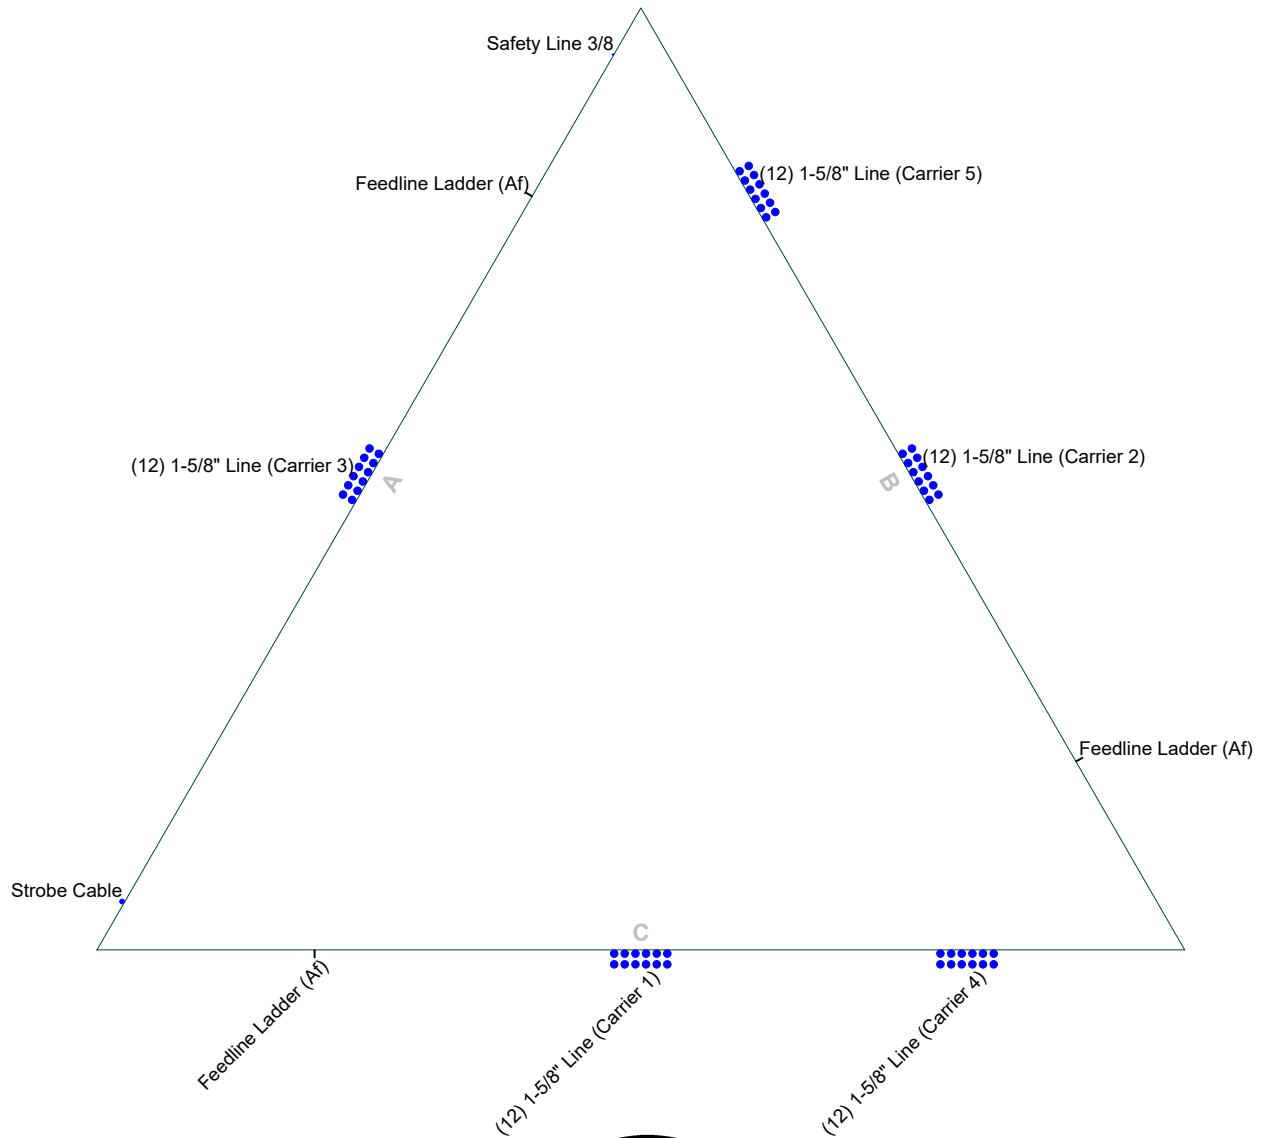 Safety Line 3/8
(12) 1-5/8" Line (Carrier 5)
Feedline Ladder (Af)
(12) 1-5/8" Line (Carrier 2)
(12) 1-5/8" Line (Carrier 3)
A
B
Feedline Ladder (Af)
Strobe Cable
C
Feedline Ladder (Af)
(12) 1-5/8" Line (Carrier 1)
(12) 1-5/8" Line (Carrier 4)